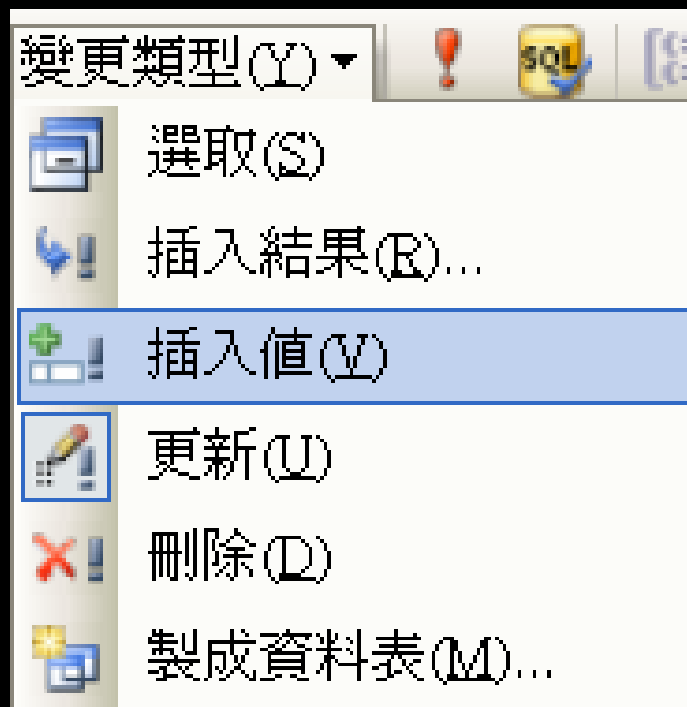 變更類型(Y)
SQL
選取(S)
插入結果(R)...
插入值(V)
更新(U)
刪除(D)
製成資料表(M)...